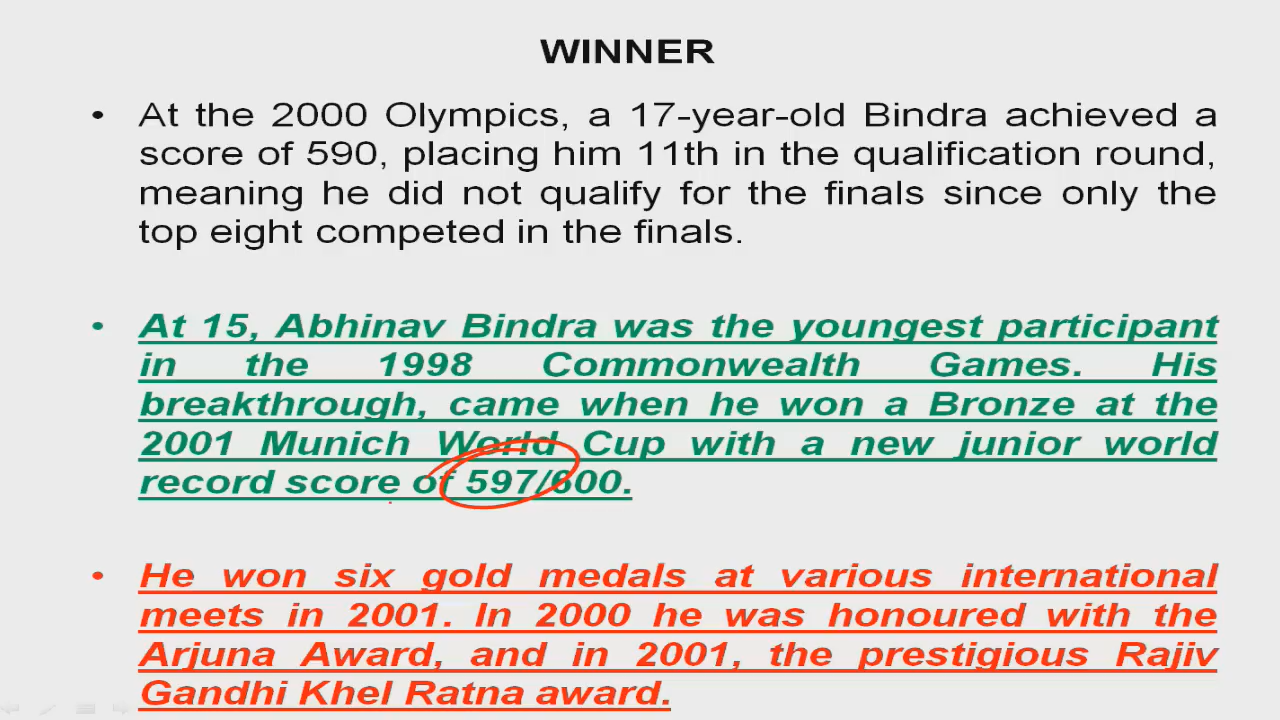 WINNER
• At the 2000 Olympics, a 17-year-old Bindra achieved a
score of 590, placing him 11th in the qualification round,
meaning he did not qualify for the finals since only the
top eight competed in the finals.
• At 15, Abhinav Bindra was the youngest participant
in the 1998 Commonwealth Games. His
breakthrough, came when he won a Bronze at the
2001 Munich World Cup with a new junior world
record score of 597/600.
• He won six gold medals at various international
meets in 2001. In 2000 he was honoured with the
Arjuna Award, and in 2001, the prestigious Rajiv
Gandhi Khel Ratna award.